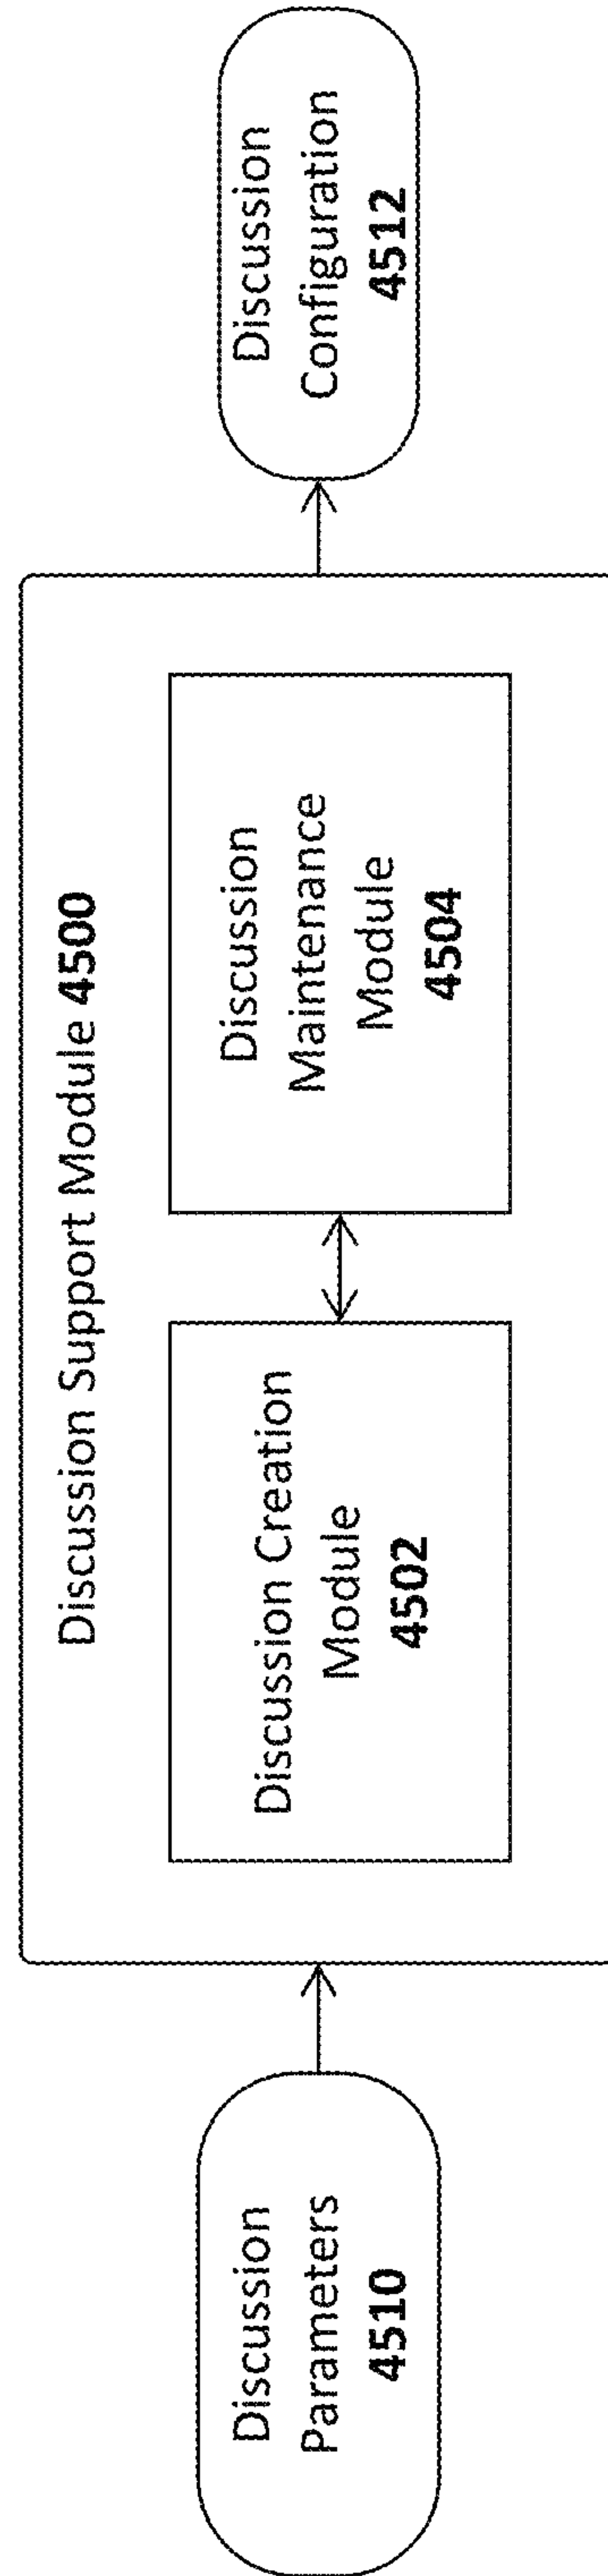 Discussion Support Module 4500
Discussion
Parameters
4510
Discussion Creation
Module
4502
Discussion
Maintenance
Module
4504
Discussion
Configuration
4512